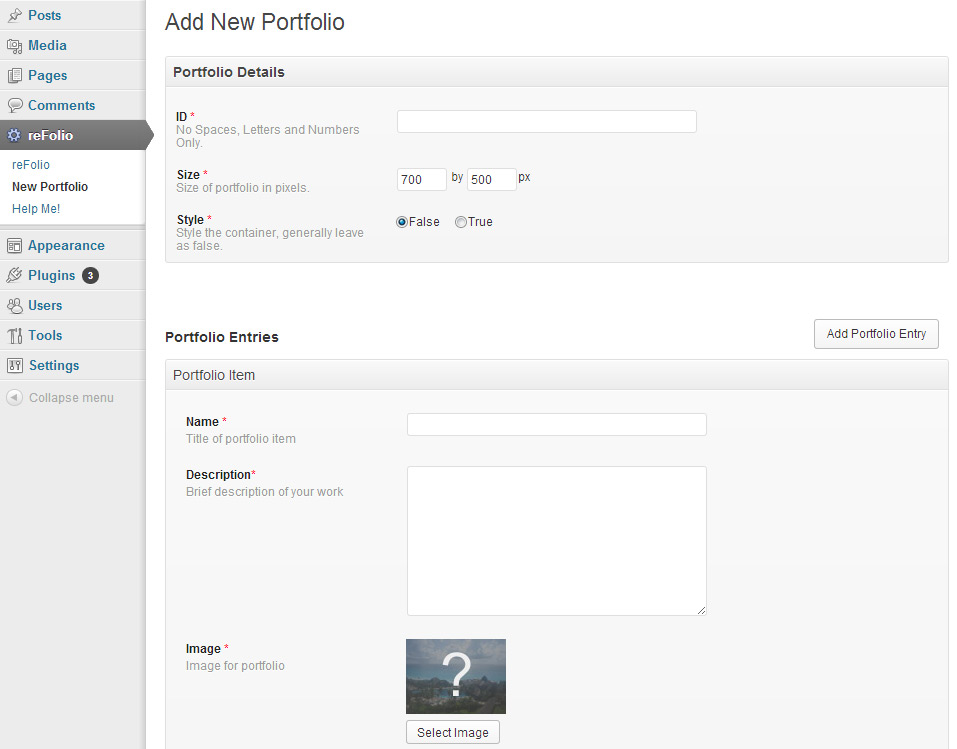 Posts
Media
Pages
Comments
reFolio
reFolio
New Portfolio
Help Me!
Appearance
Plugins 3
Users
Tools
Settings
Collapse menu
Add New Portfolio
Portfolio Details
ID *
No Spaces, Letters and Numbers
Only.
Size *
Size of portfolio in pixels.
700 by 500 px
Style *
Style the container, generally leave
as false.
False True
Portfolio Entries
Add Portfolio Entry
Portfolio Item
Name *
Title of portfolio item
Description*
Brief description of your work
Image *
Image for portfolio
?
Select Image